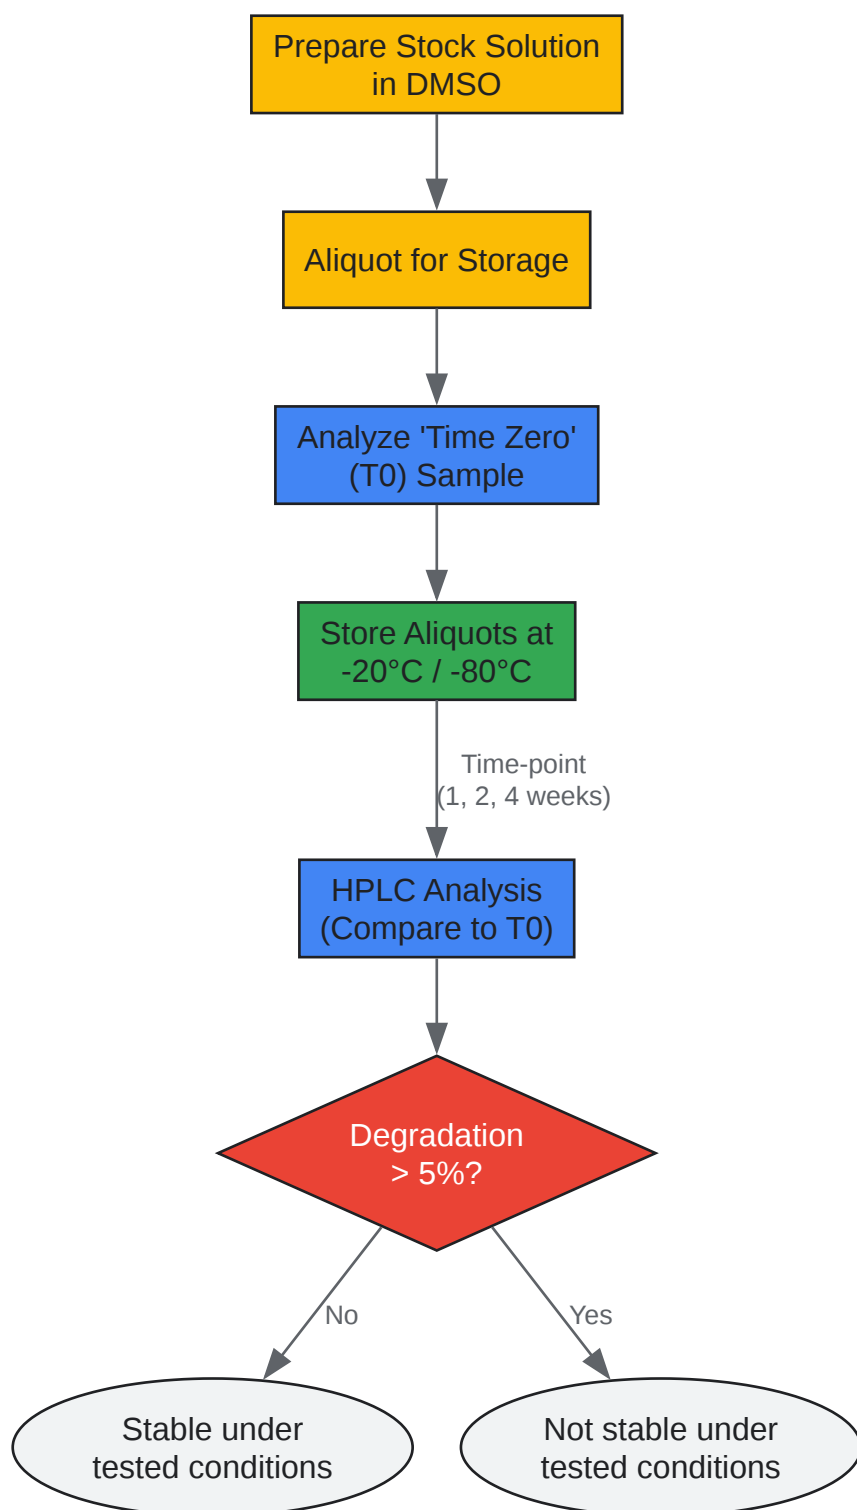 Prepare Stock Solution
in DMSO
Aliquot for Storage
Analyze 'Time Zero'
(T0) Sample
Store Aliquots at
-20°C / -80°C
Time-point
(1, 2, 4 weeks)
HPLC Analysis
(Compare to T0)
Degradation
> 5%?
No
Yes
Stable under
tested conditions
Not stable under
tested conditions